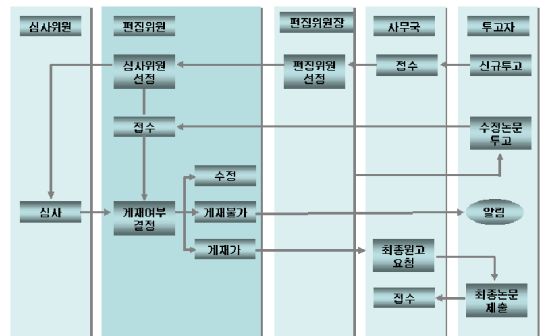 심사위원
편집위원
편집위원장
사무국
투고자
심사위원
선정
편집위원
선정
접수
신규투고
접수
수정논문
투고
수정
심사
게재여부
결정
게재불가
알림
게재가
최종원고
요청
접수
최종논문
제출